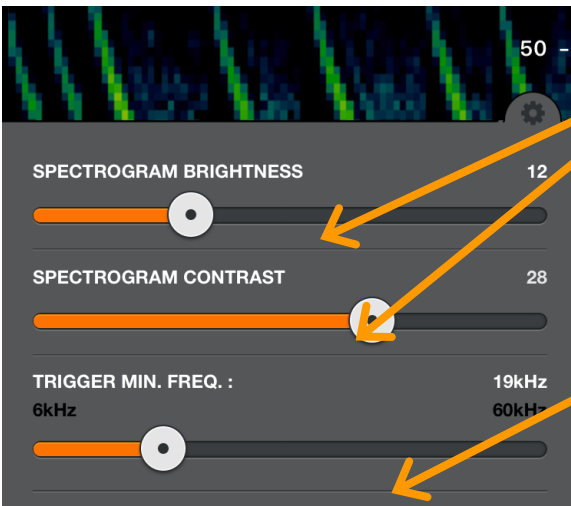 50 -
SPECTROGRAM BRIGHTNESS 12
SPECTROGRAM CONTRAST 28
TRIGGER MIN. FREQ. : 19kHz
6kHz 60kHz